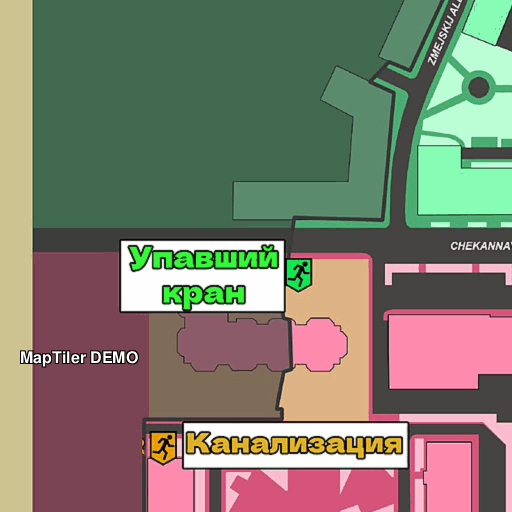 ZMEJSKIJ AL
CHEKANNAY
Упавший
кран
MapTiler DEMO
Канализация